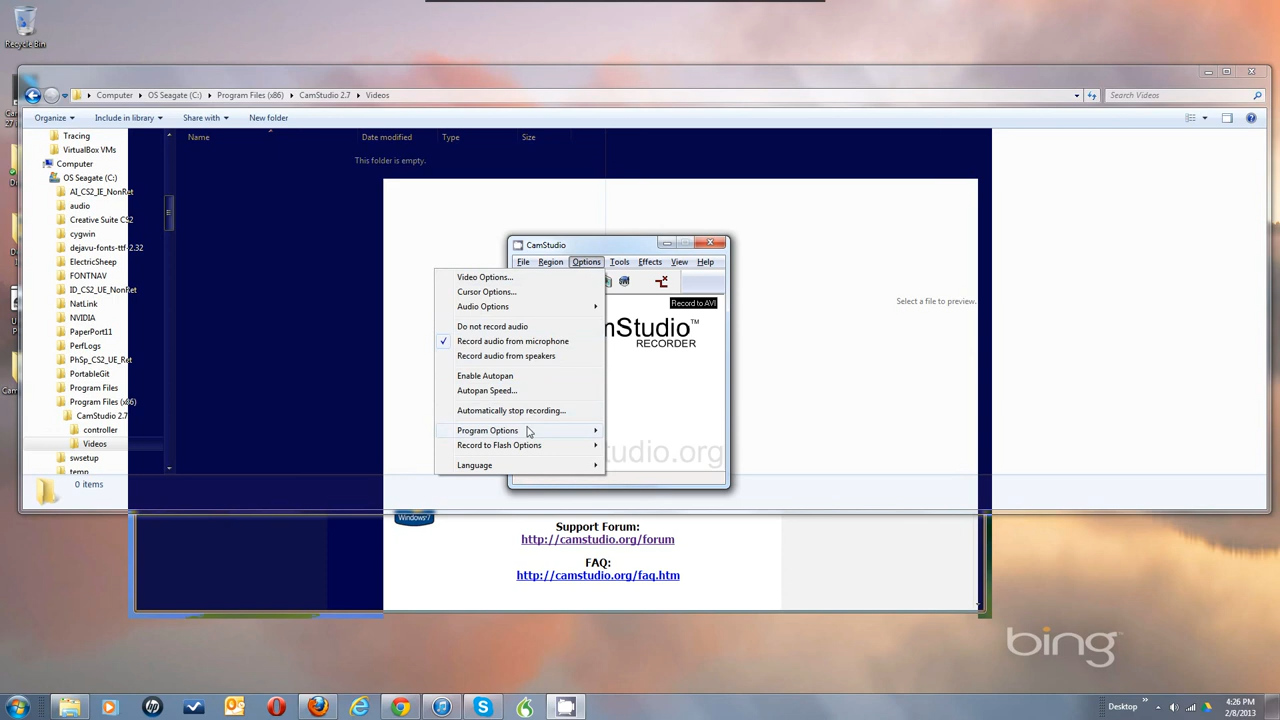 Recycle Bin
Computer ▸ OS Seagate (C:) ▸ Program Files (x86) ▸ CamStudio 2.7 ▸ Videos
Search Videos
Organize
Include in library
Share with
New folder
Tracing
VirtualBox VMs
Computer
OS Seagate (C:)
AI_CS2_IE_NonRet
audio
Creative Suite CS2
cygwin
dejavu-fonts-ttf-2.32
ElectricSheep
FONTNAV
ID_CS2_UE_NonRet
NatLink
NVIDIA
PaperPort11
PerfLogs
PhSp_CS2_UE_Ret
PortableGit
Program Files
Program Files (x86)
CamStudio 2.7
controller
Videos
swsetup
temp
Name
Date modified
Type
Size
This folder is empty.
Select a file to preview.
0 items
CamStudio
File Region Options Tools Effects View Help
Record to AVI
mStudio™
RECORDER
udio.org
Video Options...
Cursor Options...
Audio Options
Do not record audio
Record audio from microphone
Record audio from speakers
Enable Autopan
Autopan Speed...
Automatically stop recording...
Program Options
Record to Flash Options
Language
Windows7
Support Forum:
http://camstudio.org/forum
FAQ:
http://camstudio.org/faq.htm
bing™
Desktop
4:26 PM
2/8/2013